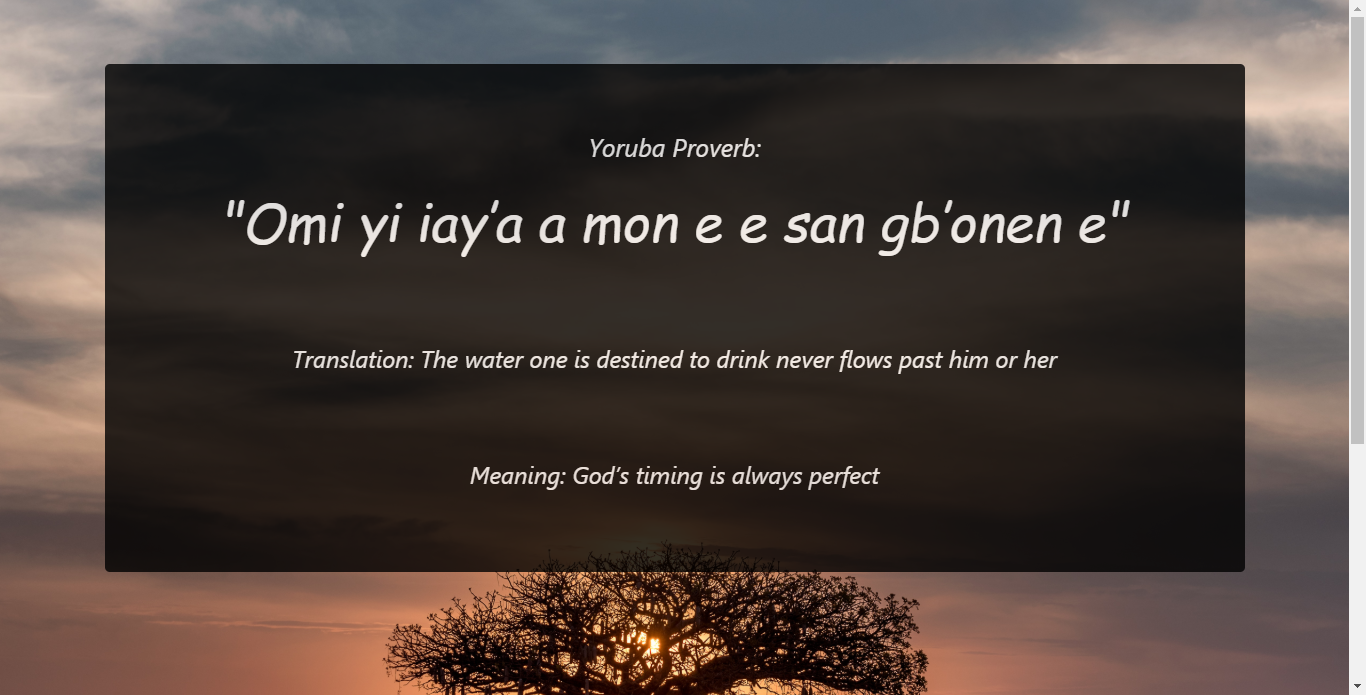 Yoruba Proverb:
"Omi yi iay'a a mon e e san gb'onen e"
Translation: The water one is destined to drink never flows past him or her
Meaning: God's timing is always perfect